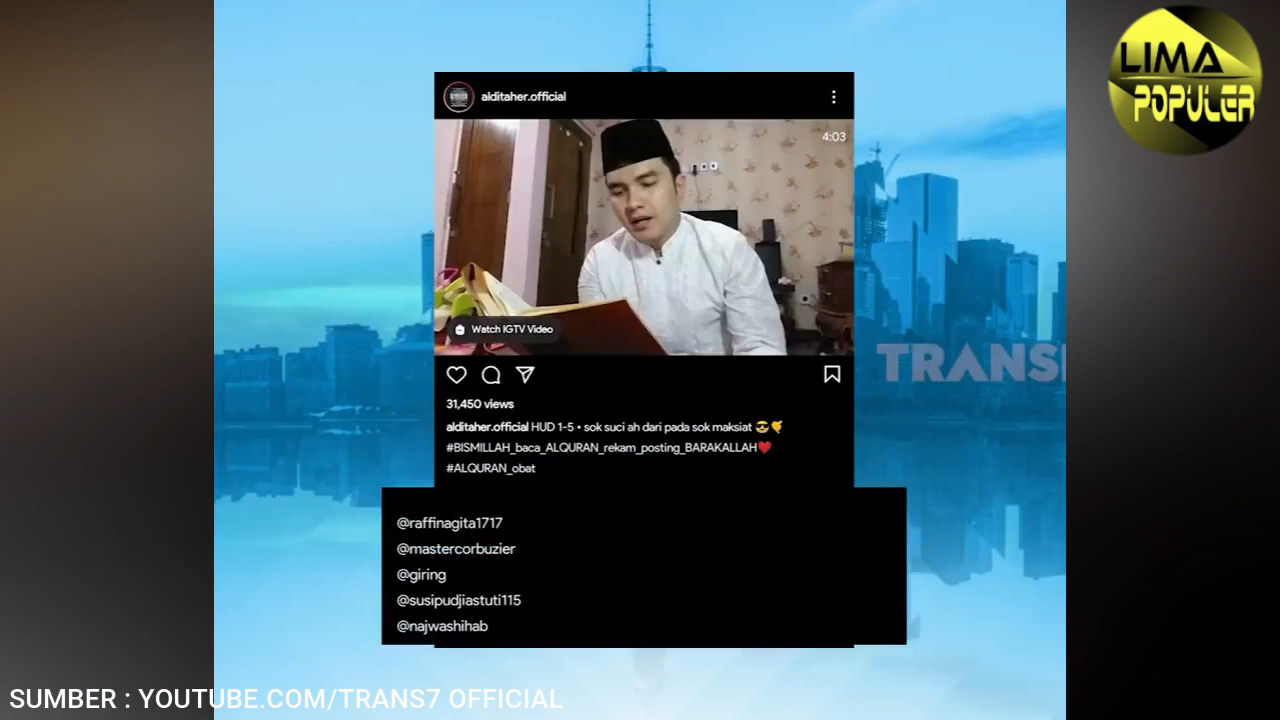 LIMA
POPULER
alditaher.official
4:03
Watch IGTV Video
TRANS
31,450 views
alditaher.official HUD 1-5 • sok suci ah dari pada sok maksiat 😎🤙
#BISMILLAH_baca_ALQURAN_rekam_posting_BARAKALLAH❤️
#ALQURAN_obat
@raffinagita1717
@mastercorbuzier
@giring
@susipudjiastuti115
@najwashihab
SUMBER : YOUTUBE.COM/TRANS7 OFFICIAL